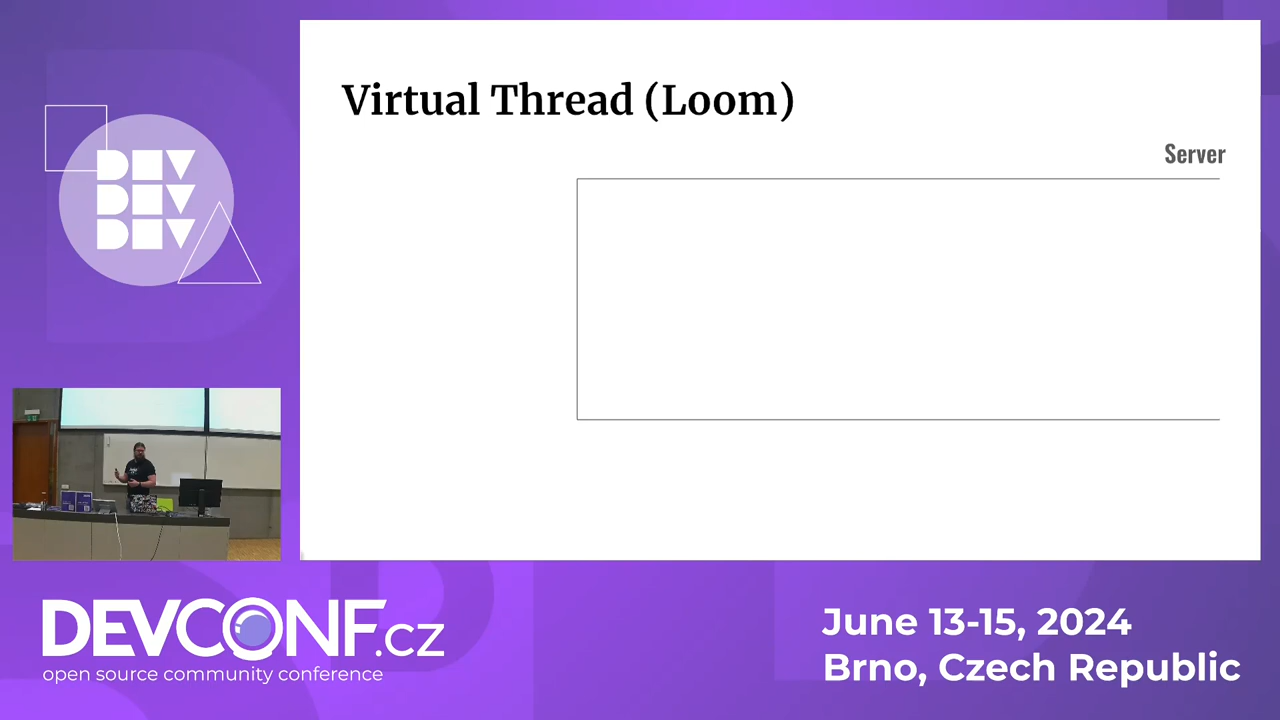 Virtual Thread (Loom)
Server
DEV
DEV
DEV
DEVCONF.cz
open source community conference
June 13-15, 2024
Brno, Czech Republic